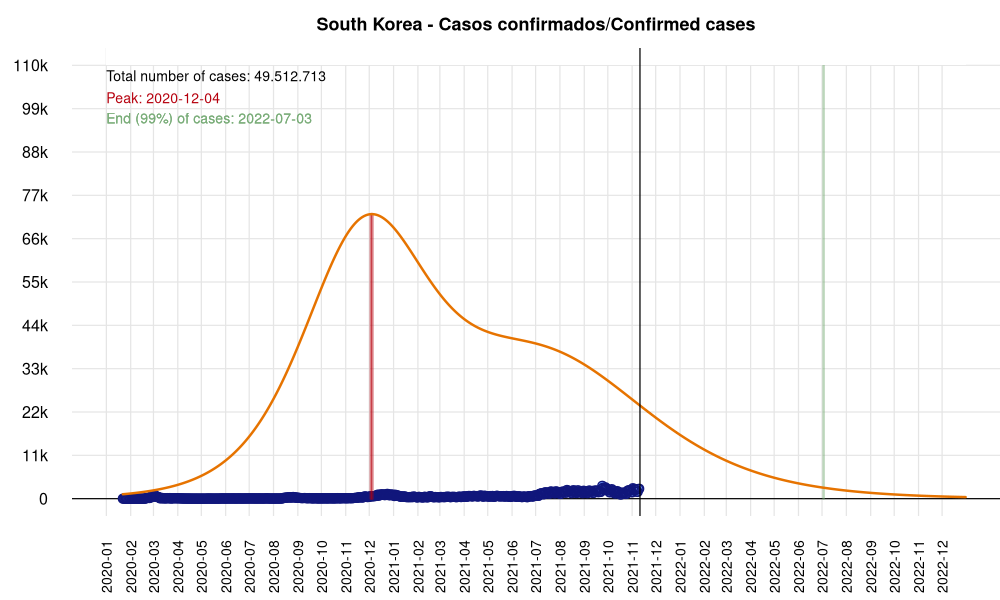 South Korea - Casos confirmados/Confirmed cases
Total number of cases: 49.512.713
Peak: 2020-12-04
End (99%) of cases: 2022-07-03
110k
99k
88k
77k
66k
55k
44k
33k
22k
11k
0
2020-01
2020-02
2020-03
2020-04
2020-05
2020-06
2020-07
2020-08
2020-09
2020-10
2020-11
2020-12
2021-01
2021-02
2021-03
2021-04
2021-05
2021-06
2021-07
2021-08
2021-09
2021-10
2021-11
2021-12
2022-01
2022-02
2022-03
2022-04
2022-05
2022-06
2022-07
2022-08
2022-09
2022-10
2022-11
2022-12